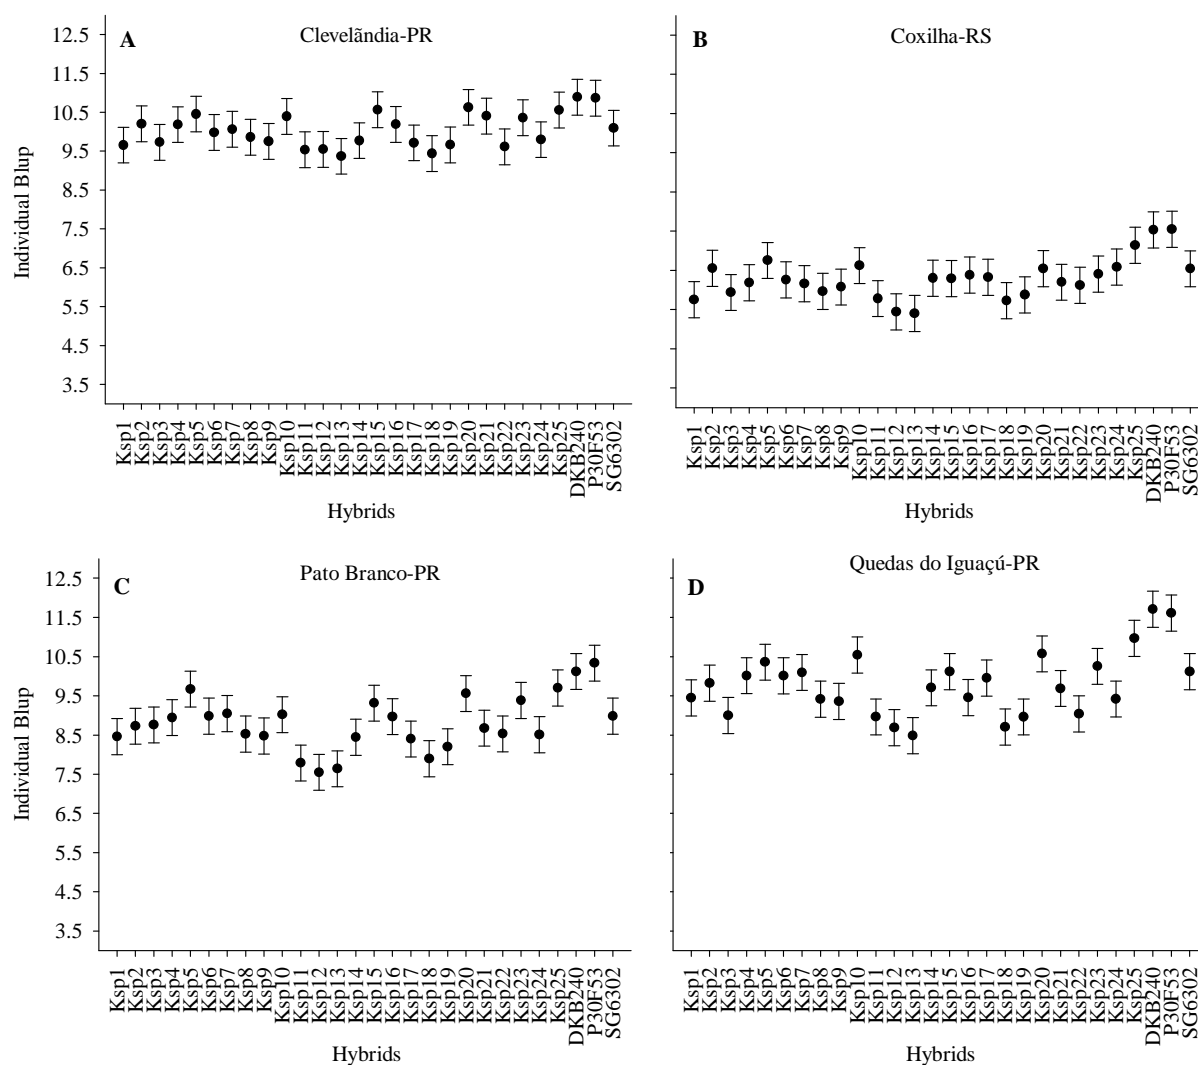 A
Clevelãndia-PR
Individual Blup
12.5
11.5
10.5
9.5
8.5
7.5
6.5
5.5
4.5
3.5
Ksp1
Ksp2
Ksp3
Ksp4
Ksp5
Ksp6
Ksp7
Ksp8
Ksp9
Ksp10
Ksp11
Ksp12
Ksp13
Ksp14
Ksp15
Ksp16
Ksp17
Ksp18
Ksp19
Ksp20
Ksp21
Ksp22
Ksp23
Ksp24
Ksp25
DKB240
P30F53
SG6302
Hybrids
B
Coxilha-RS
Ksp1
Ksp2
Ksp3
Ksp4
Ksp5
Ksp6
Ksp7
Ksp8
Ksp9
Ksp10
Ksp11
Ksp12
Ksp13
Ksp14
Ksp15
Ksp16
Ksp17
Ksp18
Ksp19
Ksp20
Ksp21
Ksp22
Ksp23
Ksp24
Ksp25
DKB240
P30F53
SG6302
Hybrids
C
Pato Branco-PR
Individual Blup
12.5
11.5
10.5
9.5
8.5
7.5
6.5
5.5
4.5
3.5
Ksp1
Ksp2
Ksp3
Ksp4
Ksp5
Ksp6
Ksp7
Ksp8
Ksp9
Ksp10
Ksp11
Ksp12
Ksp13
Ksp14
Ksp15
Ksp16
Ksp17
Ksp18
Ksp19
Ksp20
Ksp21
Ksp22
Ksp23
Ksp24
Ksp25
DKB240
P30F53
SG6302
Hybrids
D
Quedas do Iguaçú-PR
Ksp1
Ksp2
Ksp3
Ksp4
Ksp5
Ksp6
Ksp7
Ksp8
Ksp9
Ksp10
Ksp11
Ksp12
Ksp13
Ksp14
Ksp15
Ksp16
Ksp17
Ksp18
Ksp19
Ksp20
Ksp21
Ksp22
Ksp23
Ksp24
Ksp25
DKB240
P30F53
SG6302
Hybrids